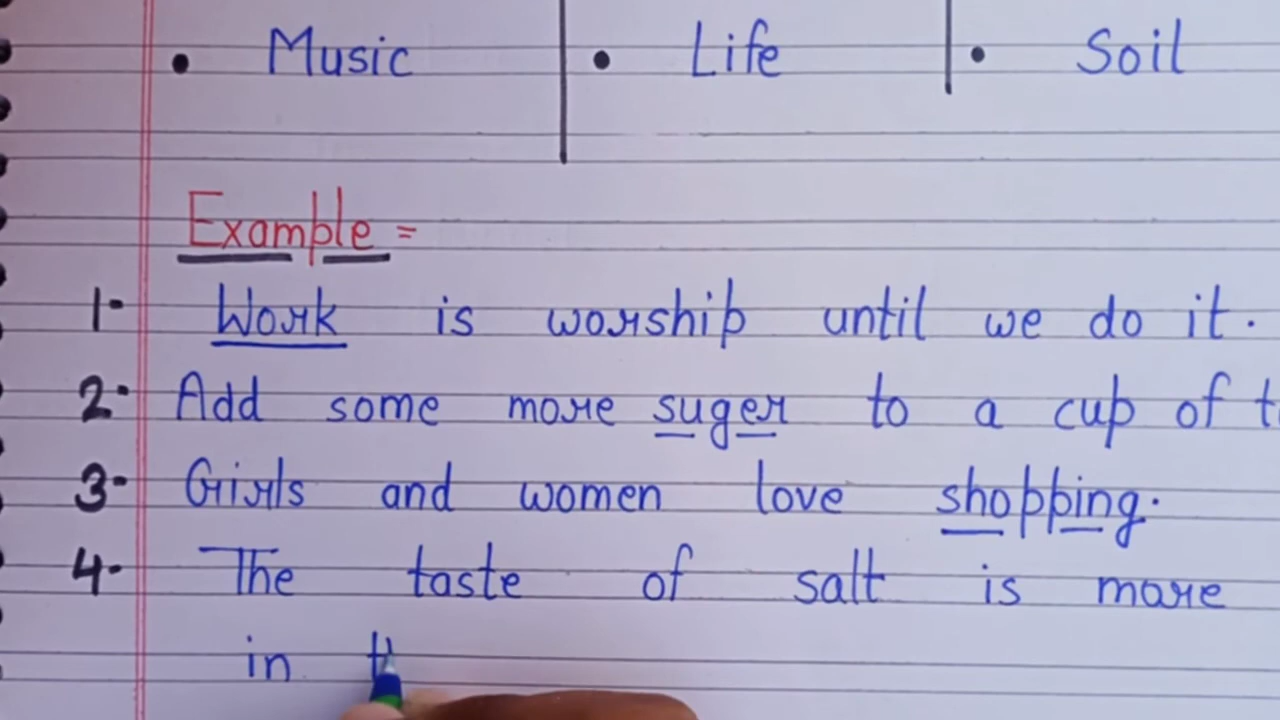 • Music • Life • Soil
Example =
1- Work is worship until we do it.
2- Add some more suger to a cup of
3- Girls and women love shopping.
4- The taste of salt is more
in